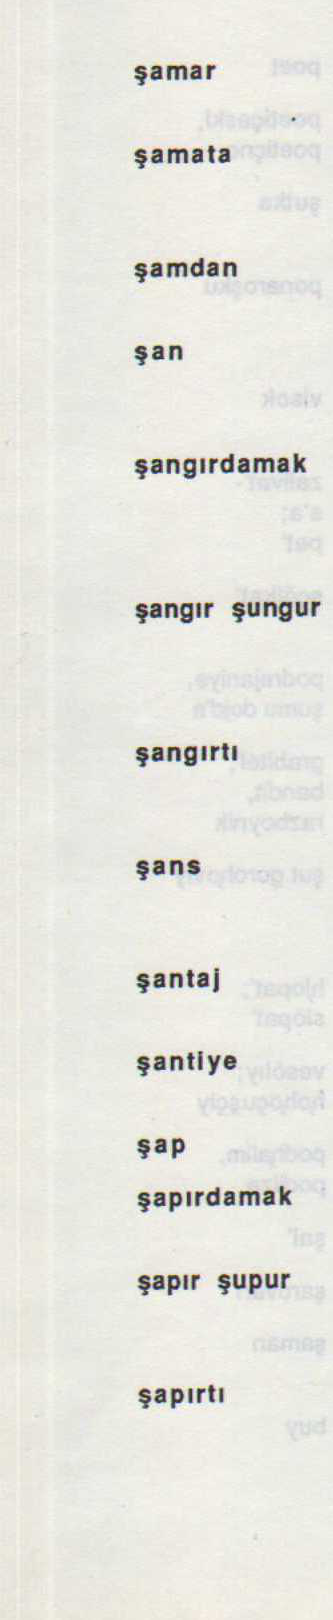 şamar
şamata
şamdan
şan
şangırdamak
şangır şungur
şangırtı
şans
şantaj
şantiye
şap
şapırdamak
şapır şupur
şapırtı